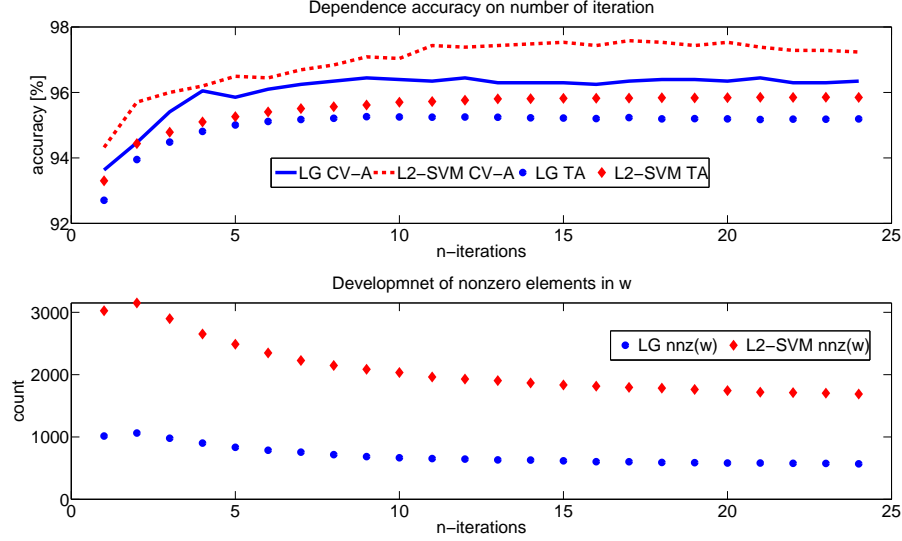 Dependence accuracy on number of iteration
98
96
94
92
accuracy [%]
LG CV−A
L2−SVM CV−A
LG TA
L2−SVM TA
0
5
10
15
20
25
n−iterations
Developmnet of nonzero elements in w
3000
2000
1000
0
count
LG nnz(w)
L2−SVM nnz(w)
0
5
10
15
20
25
n−iterations